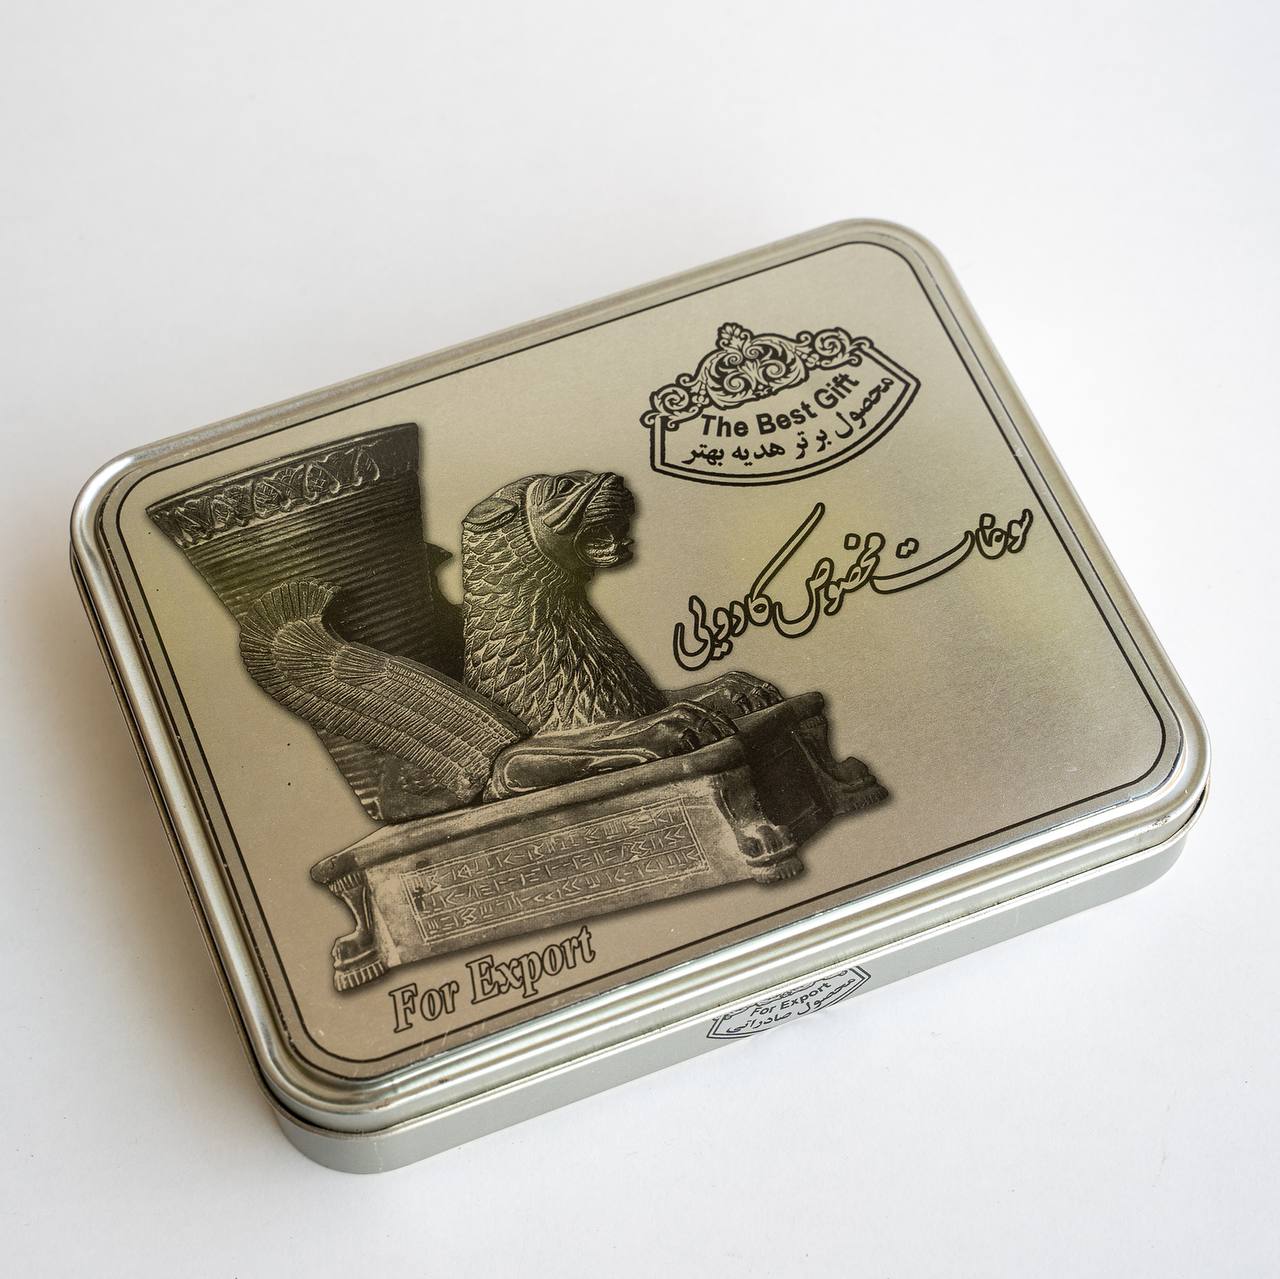 The Best Gift
محصول برتر هدیه بهتر
سوغات مخصوص کادویی
For Export
For Export
محصول صادراتی